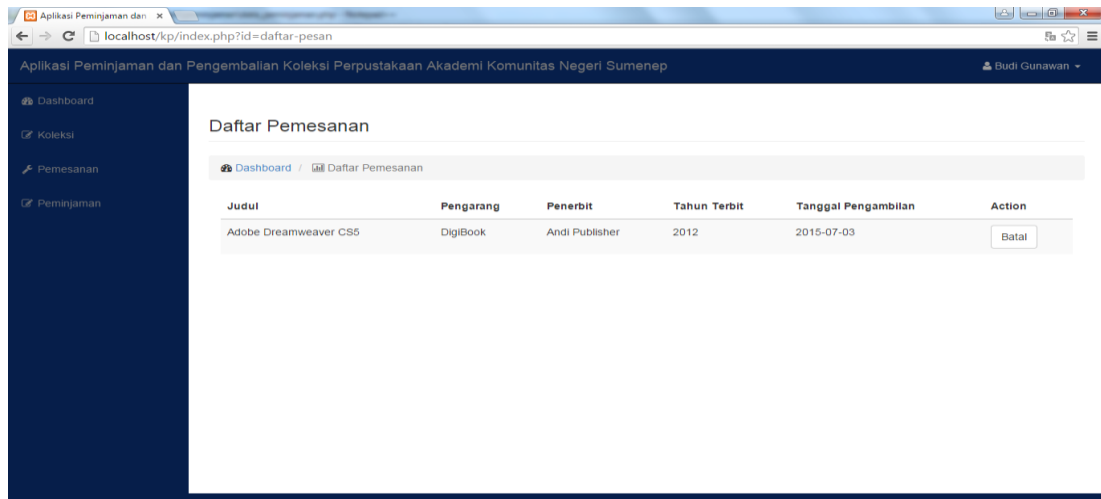 Aplikasi Peminjaman dan
localhost/kp/index.php?id=daftar-pesan
Aplikasi Peminjaman dan Pengembalian Koleksi Perpustakaan Akademi Komunitas Negeri Sumenep Budi Gunawan
Dashboard
Koleksi
Pemesanan
Peminjaman
Daftar Pemesanan
Dashboard / Daftar Pemesanan
Judul Pengarang Penerbit Tahun Terbit Tanggal Pengambilan Action
Adobe Dreamweaver CS5 DigiBook Andi Publisher 2012 2015-07-03 Batal